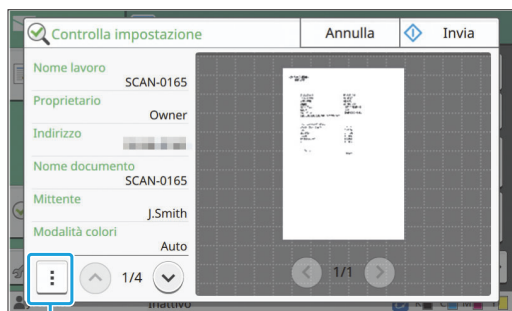 Controlla impostazione
Annulla
Invia
Nome lavoro
SCAN-0165
Proprietario
Owner
Indirizzo
Nome documento
SCAN-0165
Mittente
J.Smith
Modalità colori
Auto
1/4
1/1
Inattivo